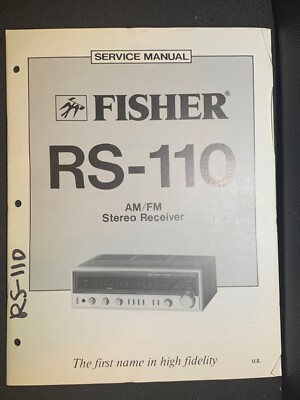 SERVICE MANUAL
FISHER®
RS-110
AM/FM
Stereo Receiver
RS-110
The first name in high fidelity
U.S.